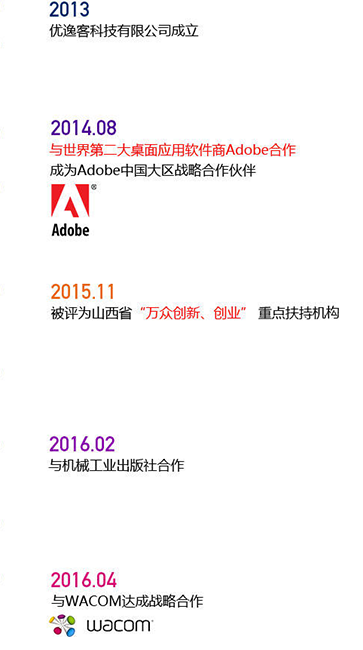 2013
优逸客科技有限公司成立
2014.08
与世界第二大桌面应用软件商Adobe合作
成为Adobe中国大区战略合作伙伴
Adobe
2015.11
被评为山西省“万众创新、创业” 重点扶持机构
2016.02
与机械工业出版社合作
2016.04
与WACOM达成战略合作
wacom